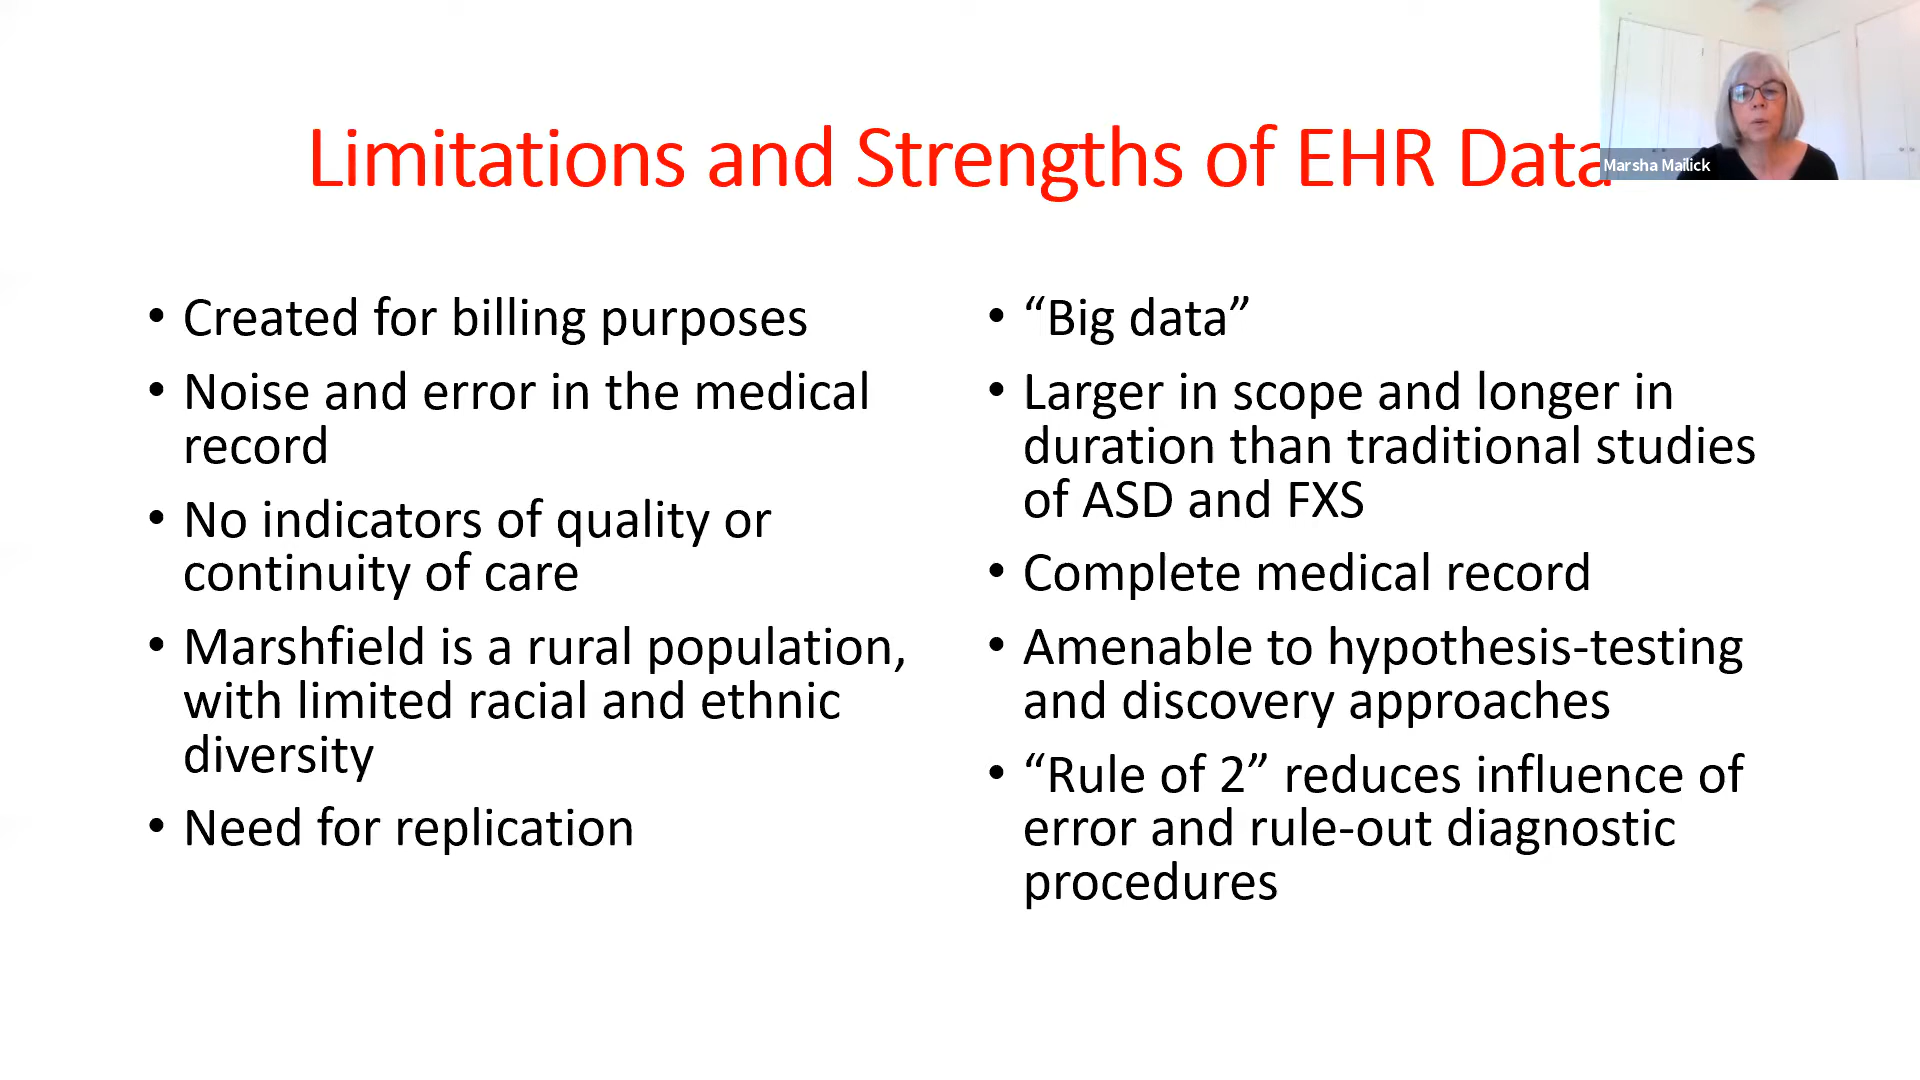 Limitations and Strengths of EHR Data
Marsha Mailick
• Created for billing purposes
• Noise and error in the medical
record
• No indicators of quality or
continuity of care
• Marshfield is a rural population,
with limited racial and ethnic
diversity
• Need for replication
• “Big data”
• Larger in scope and longer in
duration than traditional studies
of ASD and FXS
• Complete medical record
• Amenable to hypothesis-testing
and discovery approaches
• “Rule of 2” reduces influence of
error and rule-out diagnostic
procedures